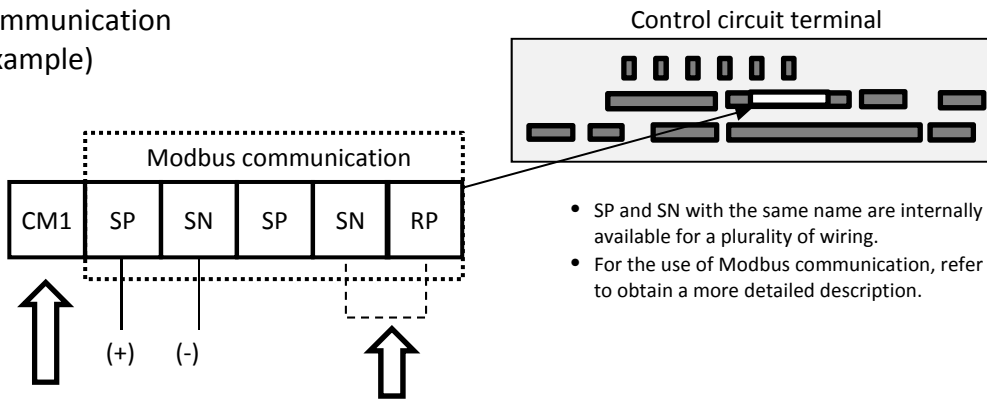 mmunication
xample)
Control circuit terminal
Modbus communication
CM1 SP SN SP SN RP
(+) (-)
• SP and SN with the same name are internally
available for a plurality of wiring.
• For the use of Modbus communication, refer
to obtain a more detailed description.